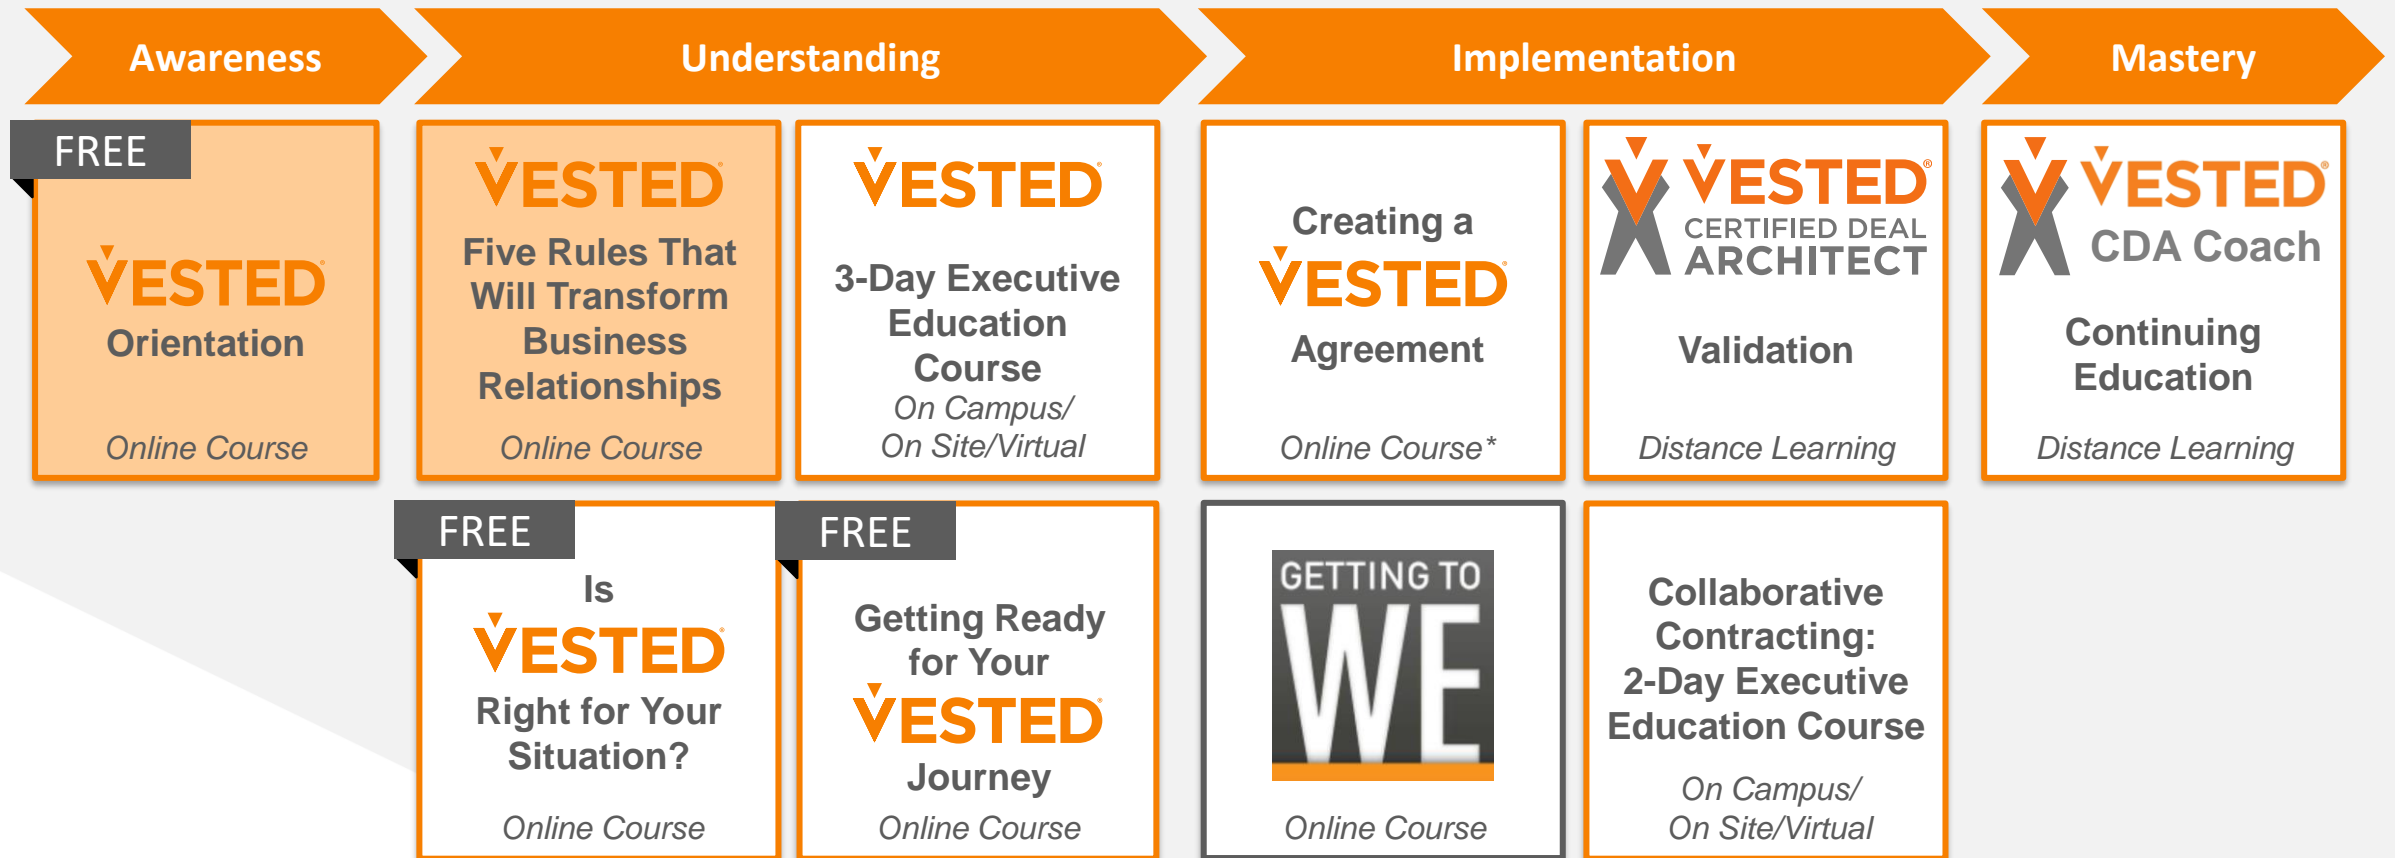 Awareness
Understanding
Implementation
Mastery
FREE
VESTED®
Orientation
Online Course
VESTED®
Five Rules That
Will Transform
Business
Relationships
Online Course
VESTED®
3-Day Executive
Education
Course
On Campus/
On Site/Virtual
Creating a
VESTED®
Agreement
Online Course*
VESTED®
CERTIFIED DEAL
ARCHITECT
Validation
Distance Learning
VESTED®
CDA Coach
Continuing
Education
Distance Learning
FREE
Is
VESTED®
Right for Your
Situation?
Online Course
FREE
Getting Ready
for Your
VESTED®
Journey
Online Course
GETTING TO
WE
Online Course
Collaborative
Contracting:
2-Day Executive
Education Course
On Campus/
On Site/Virtual